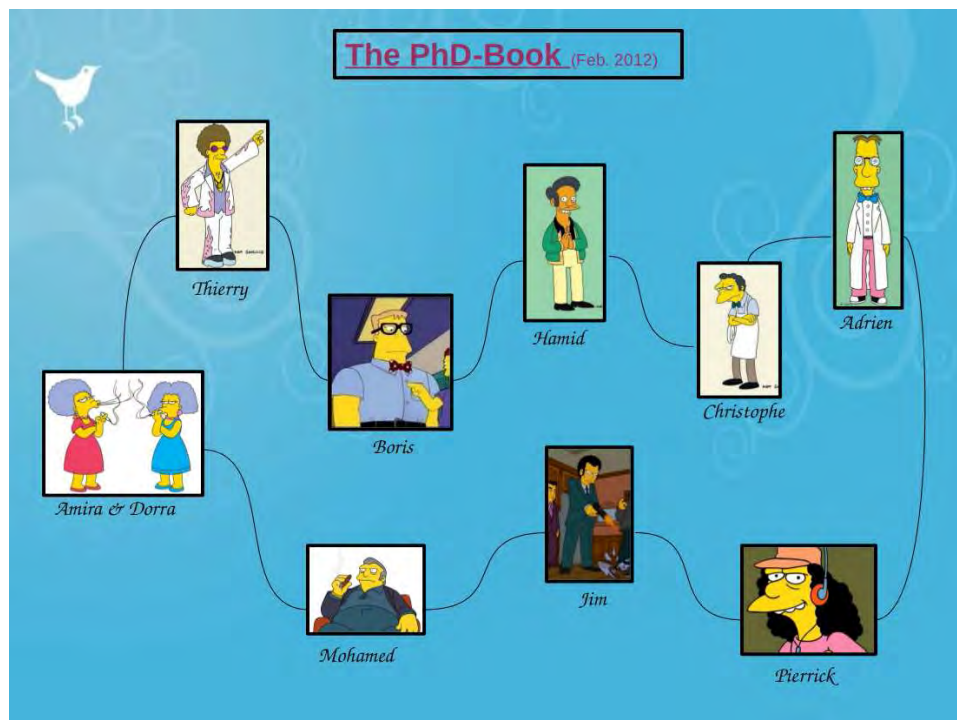 The PhD-Book (Feb. 2012)
Thierry
Hamid
Adrien
Christophe
Boris
Amira & Dorra
Jim
Mohamed
Pierrick